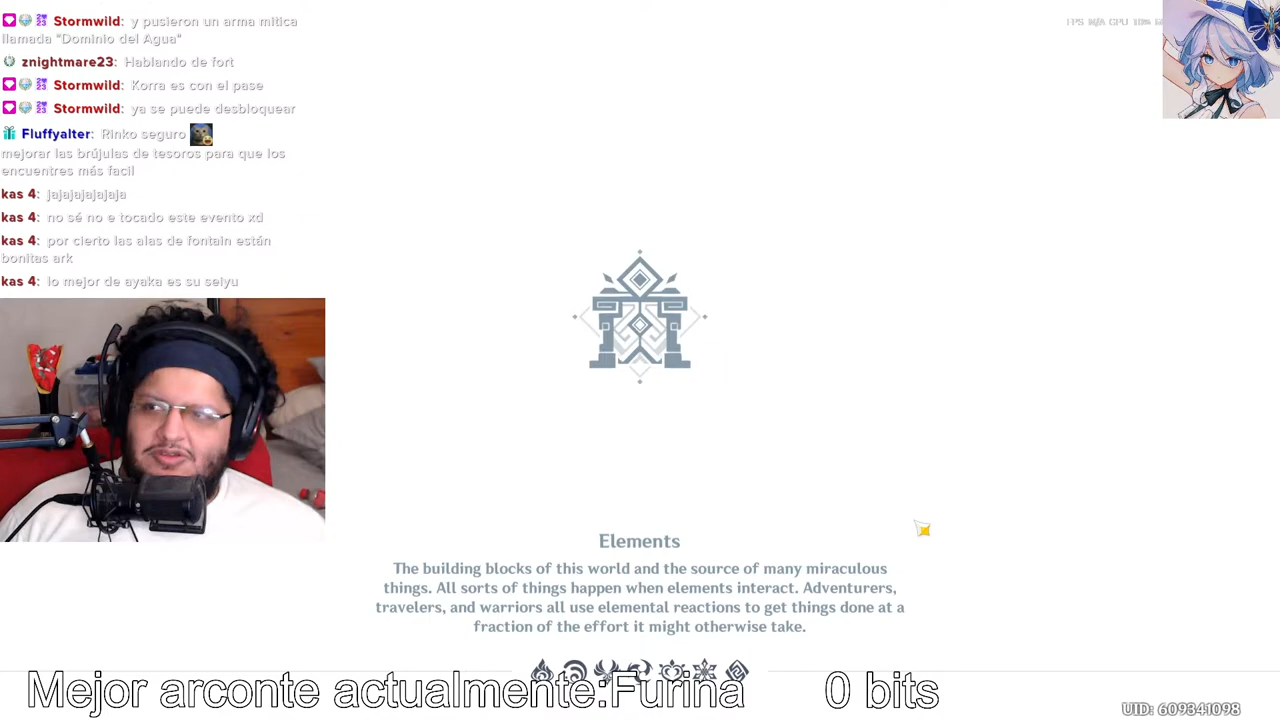 Stormwild: y pusieron un arma mitica
llamada "Dominio del Agua"
znightmare23: Hablando de fort
Stormwild: Korra es con el pase
Stormwild: ya se puede desbloquear
Fluffyalter: Rinko seguro
mejorar las brújulas de tesoros para que los
encuentres más facil
kas 4: jajajajajajaja
kas 4: no sé no e tocado este evento xd
kas 4: por cierto las alas de fontain están
bonitas ark
kas 4: lo mejor de ayaka es su seiyu
FPS N/A GPU
Elements
The building blocks of this world and the source of many miraculous
things. All sorts of things happen when elements interact. Adventurers,
travelers, and warriors all use elemental reactions to get things done at a
fraction of the effort it might otherwise take.
Mejor arconte actualmente:Furina 0 bits
UID: 609341098